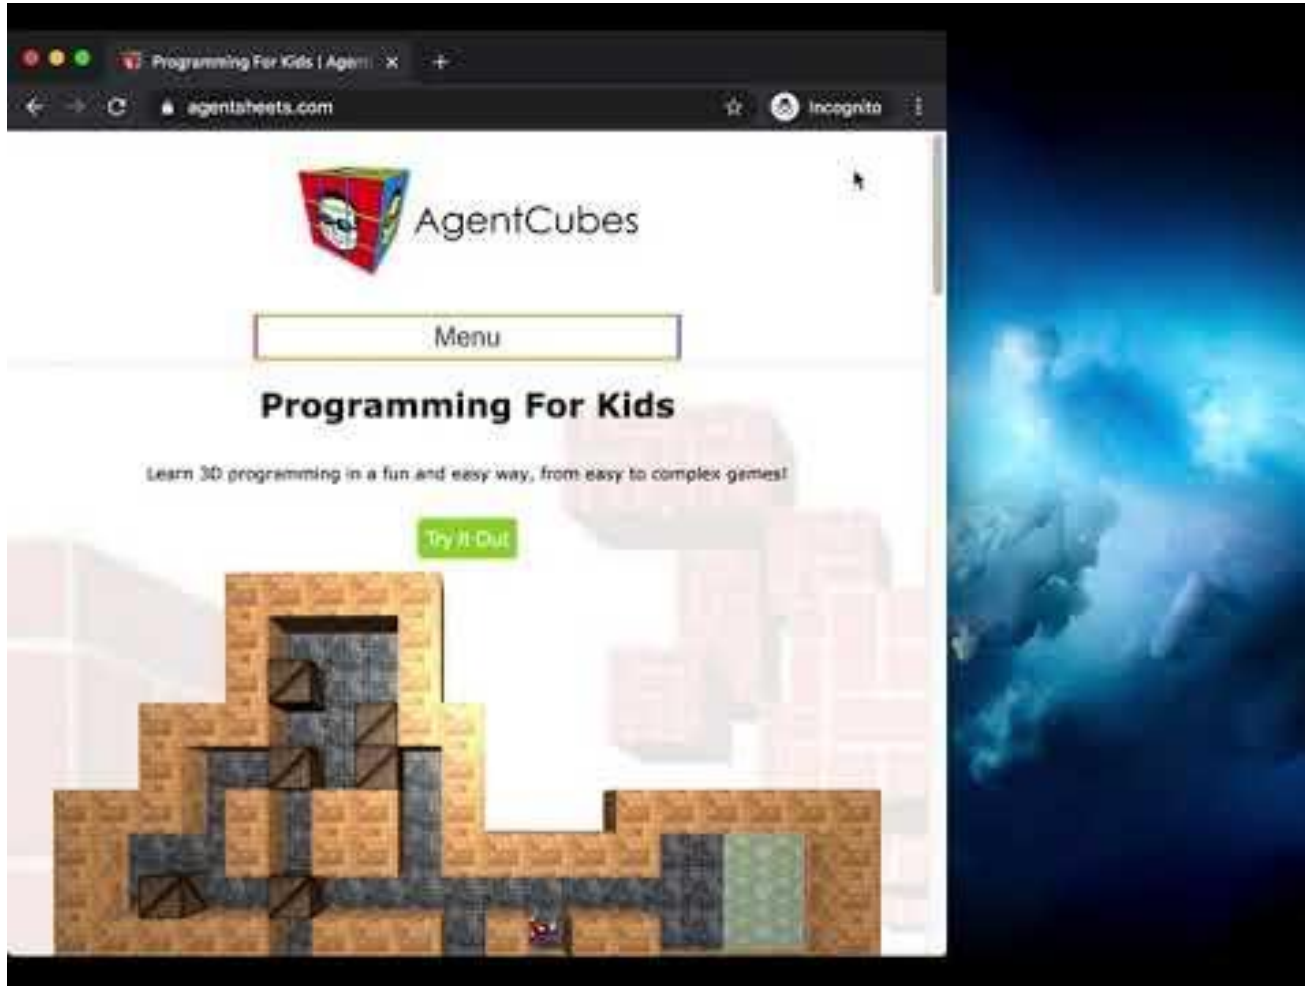 Programming For Kids | Agent
agentsheets.com
Incognito
AgentCubes
Menu
Programming For Kids
Learn 3D programming in a fun and easy way, from easy to complex games!
Try It Out